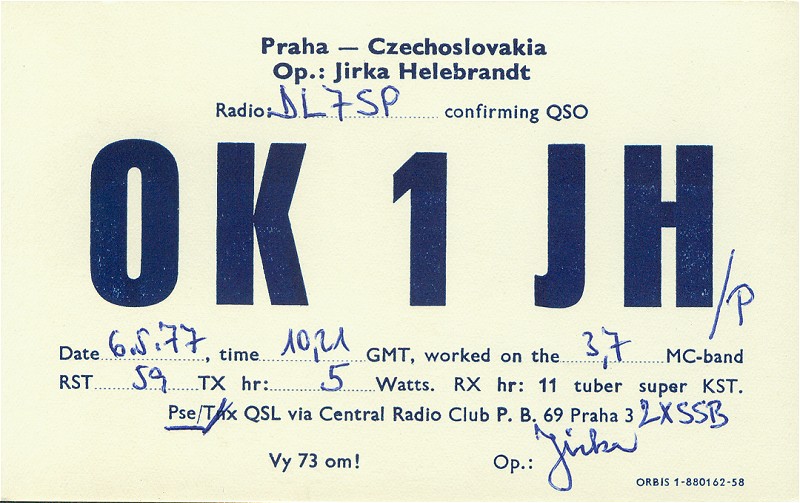 Praha — Czechoslovakia
Op.: Jirka Helebrandt
Radio: DL7SP confirming QSO
OK 1 JH/P
Date 6.5.77, time 10,21 GMT, worked on the 3,7 MC-band
RST 59 TX hr: 5 Watts. RX hr: 11 tuber super KST.
Pse/Tnx QSL via Central Radio Club P. B. 69 Praha 3 2XSSB
Vy 73 om! Op.: Jirka
ORBIS 1-880162-58